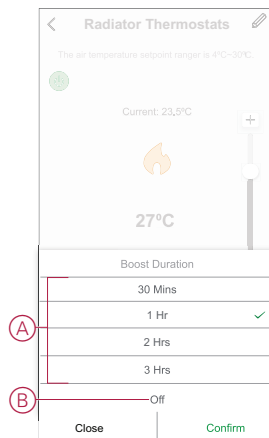 Radiator Thermostats
The air temperature setpoint ranger is 4°C~30°C.
Current: 23.5°C
27°C
Boost Duration
30 Mins
1 Hr
A
2 Hrs
3 Hrs
B
Off
Close Confirm